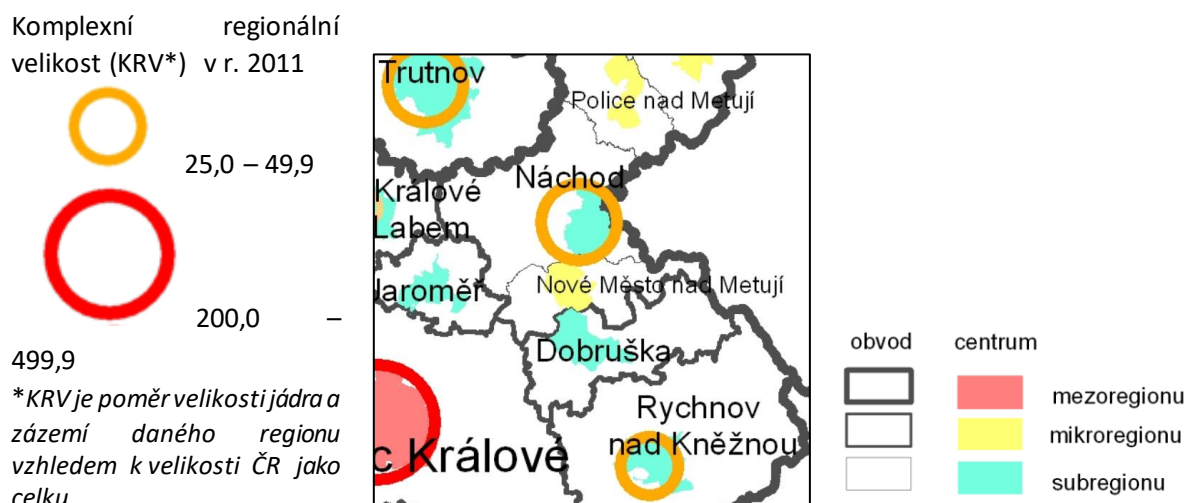 Komplexní regionální
velikost (KRV*) v r. 2011
25,0 – 49,9
200,0 –
499,9
*KRV je poměr velikosti jádra a
zázemí daného regionu
vzhledem k velikosti ČR jako
celku
Trutnov
Police nad Metují
Náchod
Králové
Labem
Jaroměř
Nové Město nad Metují
Dobruška
Rychnov
nad Kněžnou
c Králové
obvod centrum
mezoregionu
mikroregionu
subregionu